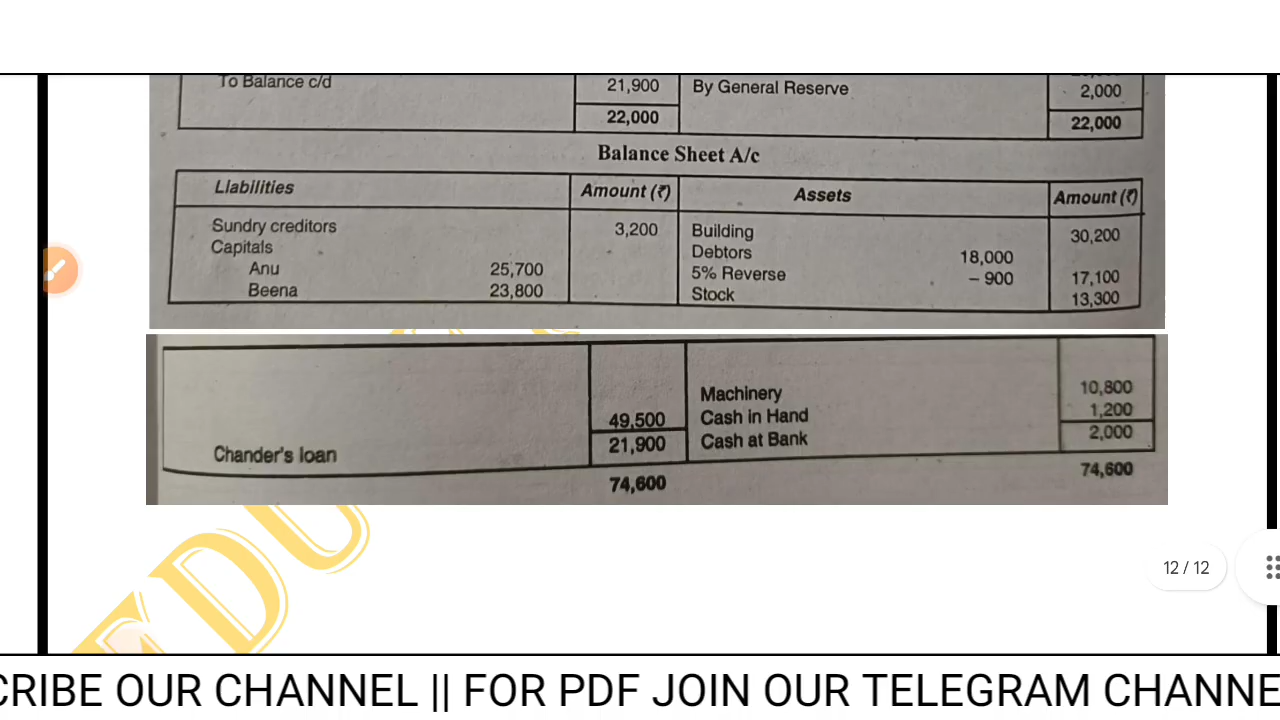 To Balance c/d 21,900 By General Reserve 2,000
22,000 22,000
Balance Sheet A/c
Liabilities Amount (₹) Assets Amount (₹)
Sundry creditors 3,200 Building 30,200
Capitals Debtors 18,000
Anu 25,700 5% Reverse – 900 17,100
Beena 23,800 Stock 13,300
Machinery 10,800
49,500 Cash in Hand 1,200
Chander's loan 21,900 Cash at Bank 2,000
74,600 74,600
12 / 12
CRIBE OUR CHANNEL || FOR PDF JOIN OUR TELEGRAM CHANNE